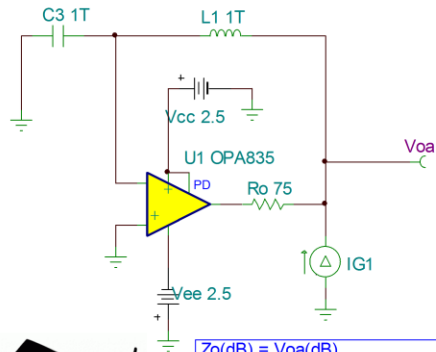 C3 1T
L1 1T
+
Vcc 2.5
U1 OPA835
PD
+
+
Ro 75
Voa
IG1
Vee 2.5
+
Zo(dB) = Voa(dB)